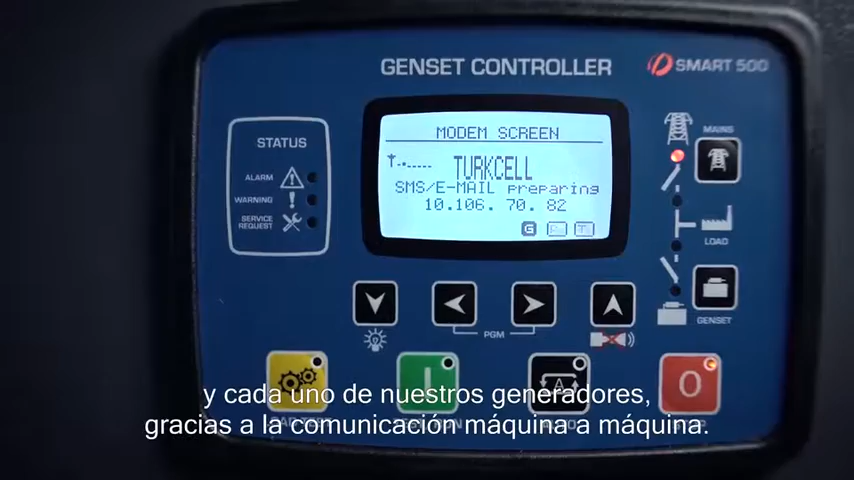 GENSET CONTROLLER
SMART 500
STATUS
ALARM
WARNING
SERVICE
REQUEST
MODEM SCREEN
TURKCELL
SMS/E-MAIL preparing
10.106. 70. 82
G
MAINS
LOAD
GENSET
PGM
A
y cada uno de nuestros generadores,
gracias a la comunicación máquina a máquina.